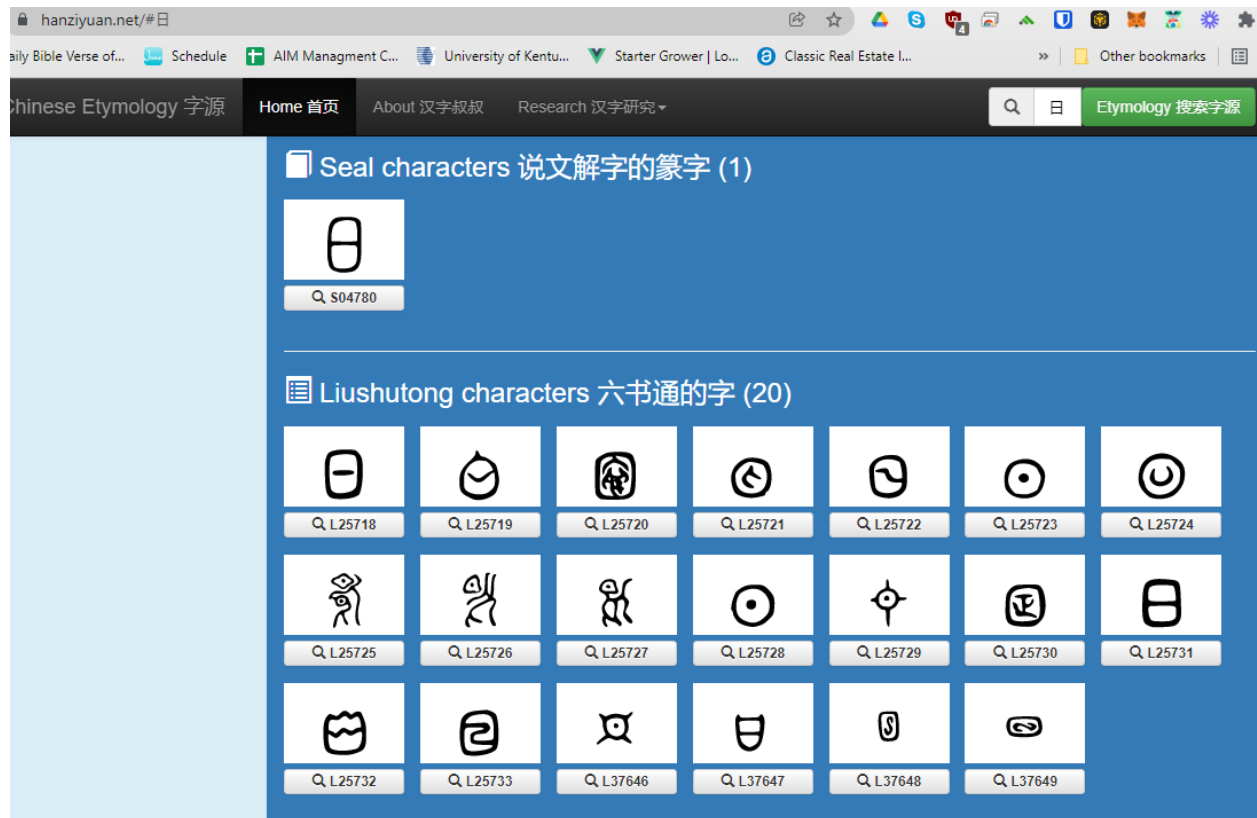 hanziyuan.net/#日
4
aily Bible Verse of... Schedule AIM Managment C... University of Kentu... Starter Grower | Lo... Classic Real Estate I... » Other bookmarks
Chinese Etymology 字源 Home 首页 About 汉字叔叔 Research 汉字研究 日 Etymology 搜索字源
Seal characters 说文解字的篆字 (1)
S04780
Liushutong characters 六书通的字 (20)
L25718 L25719 L25720 L25721 L25722 L25723 L25724
L25725 L25726 L25727 L25728 L25729 L25730 L25731
L25732 L25733 L37646 L37647 L37648 L37649